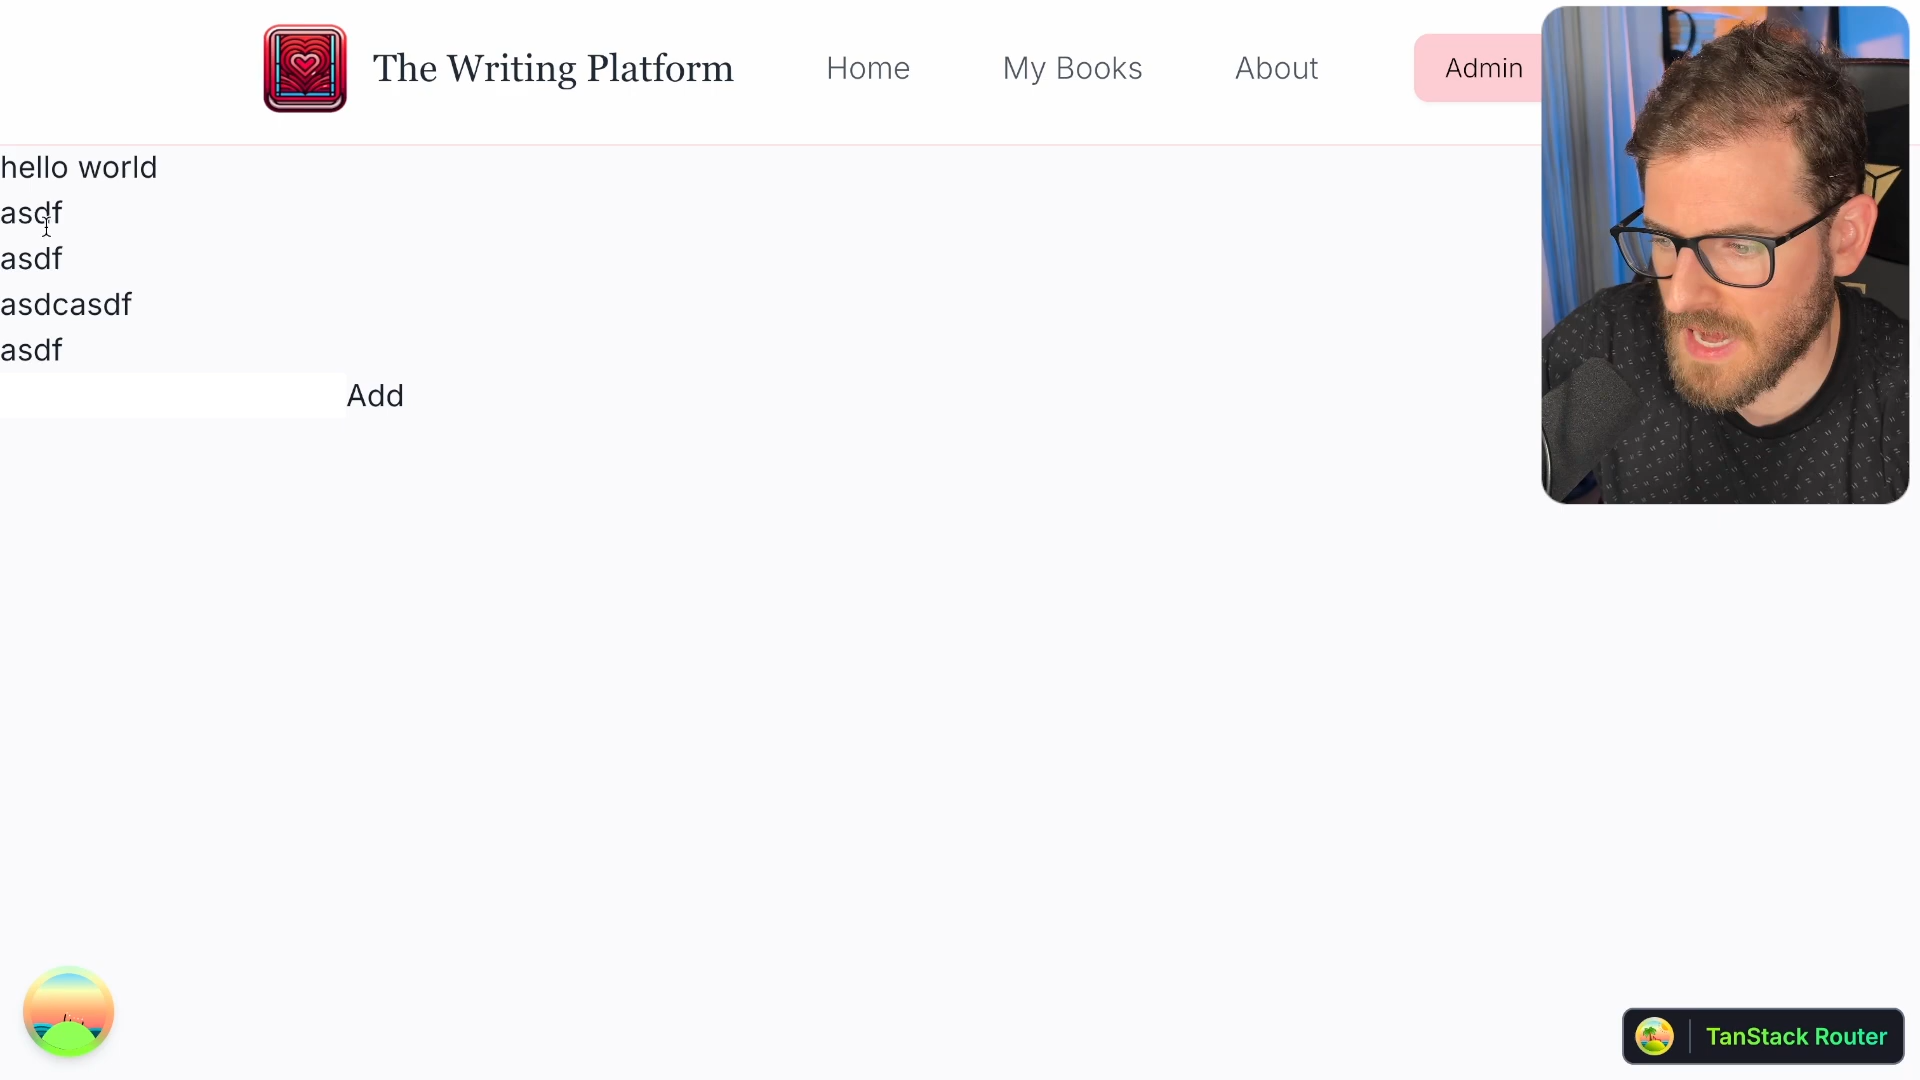 The Writing Platform
Home
My Books
About
Admin
hello world
asdf
asdf
asdcasdf
asdf
Add
TanStack Router